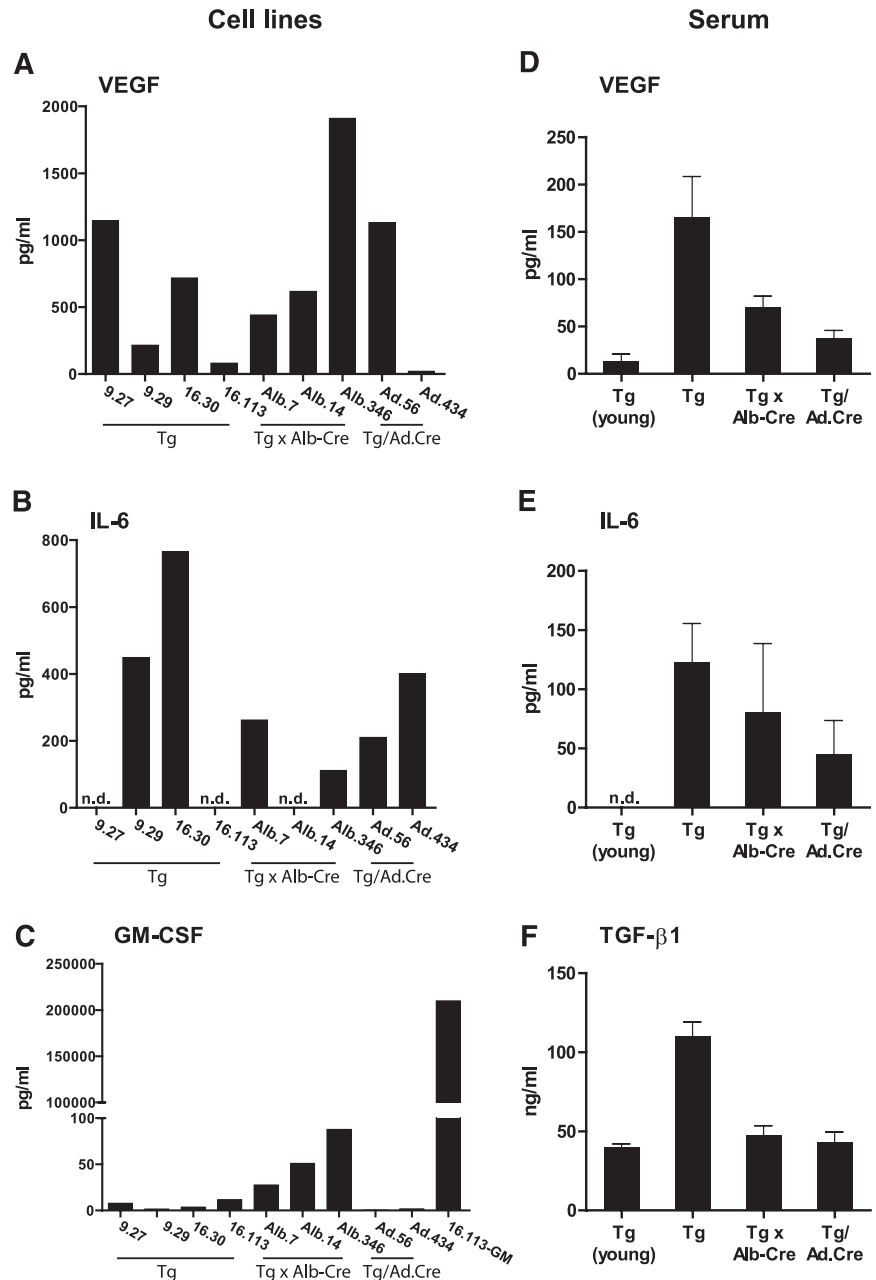 Cell lines
Serum
A
VEGF
2000
1500
1000
500
0
pg/ml
9.27
9.29
16.30
16.113
Alb.7
Alb.14
Alb.346
Ad.56
Ad.434
Tg
Tg x Alb-Cre
Tg/Ad.Cre
D
VEGF
250
200
150
100
50
0
pg/ml
Tg (young)
Tg
Tg x Alb-Cre
Tg/ Ad.Cre
B
IL-6
800
600
400
200
0
pg/ml
n.d.
n.d.
n.d.
9.27
9.29
16.30
16.113
Alb.7
Alb.14
Alb.346
Ad.56
Ad.434
Tg
Tg x Alb-Cre
Tg/Ad.Cre
E
IL-6
200
150
100
50
0
pg/ml
n.d.
Tg (young)
Tg
Tg x Alb-Cre
Tg/ Ad.Cre
C
GM-CSF
250000
200000
150000
100000
100
50
0
pg/ml
9.27
9.29
16.30
16.113
Alb.7
Alb.14
Alb.346
Ad.56
Ad.434
16.113-GM
Tg
Tg x Alb-Cre
Tg/Ad.Cre
F
TGF-β1
150
100
50
0
ng/ml
Tg (young)
Tg
Tg x Alb-Cre
Tg/ Ad.Cre